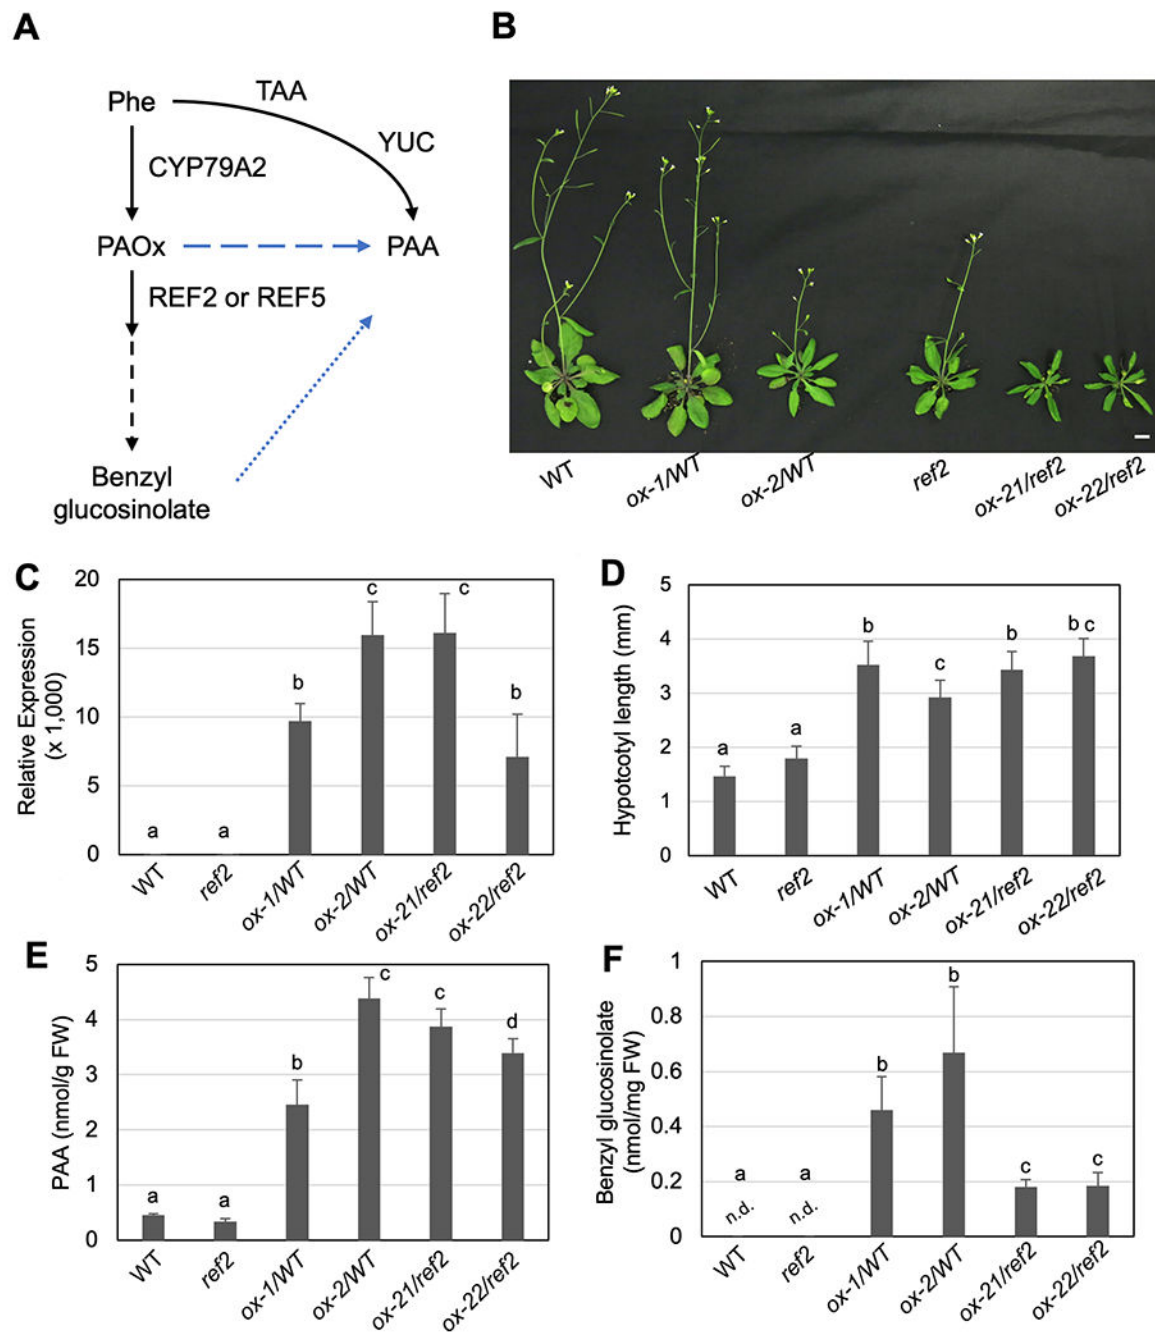 A
Phe
TAA
YUC
CYP79A2
PAOx
PAA
REF2 or REF5
Benzyl
glucosinolate
B
WT
ox-1/WT
ox-2/WT
ref2
ox-21/ref2
ox-22/ref2
C
Relative Expression
(x 1,000)
20
15
10
5
0
a
a
b
c
c
b
WT
ref2
ox-1/WT
ox-2/WT
ox-21/ref2
ox-22/ref2
D
Hypotcotyl length (mm)
5
4
3
2
1
0
a
a
b
c
b
b c
WT
ref2
ox-1/WT
ox-2/WT
ox-21/ref2
ox-22/ref2
E
PAA (nmol/g FW)
5
4
3
2
1
0
a
a
b
c
c
d
WT
ref2
ox-1/WT
ox-2/WT
ox-21/ref2
ox-22/ref2
F
Benzyl glucosinolate
(nmol/mg FW)
1
0.8
0.6
0.4
0.2
0
a
n.d.
a
n.d.
b
b
c
c
WT
ref2
ox-1/WT
ox-2/WT
ox-21/ref2
ox-22/ref2